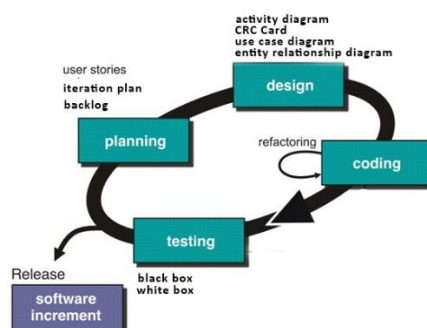 activity diagram
CRC Card
use case diagram
entity relationship diagram
design
user stories
iteration plan
backlog
planning
refactoring
coding
testing
black box
white box
Release
software
increment